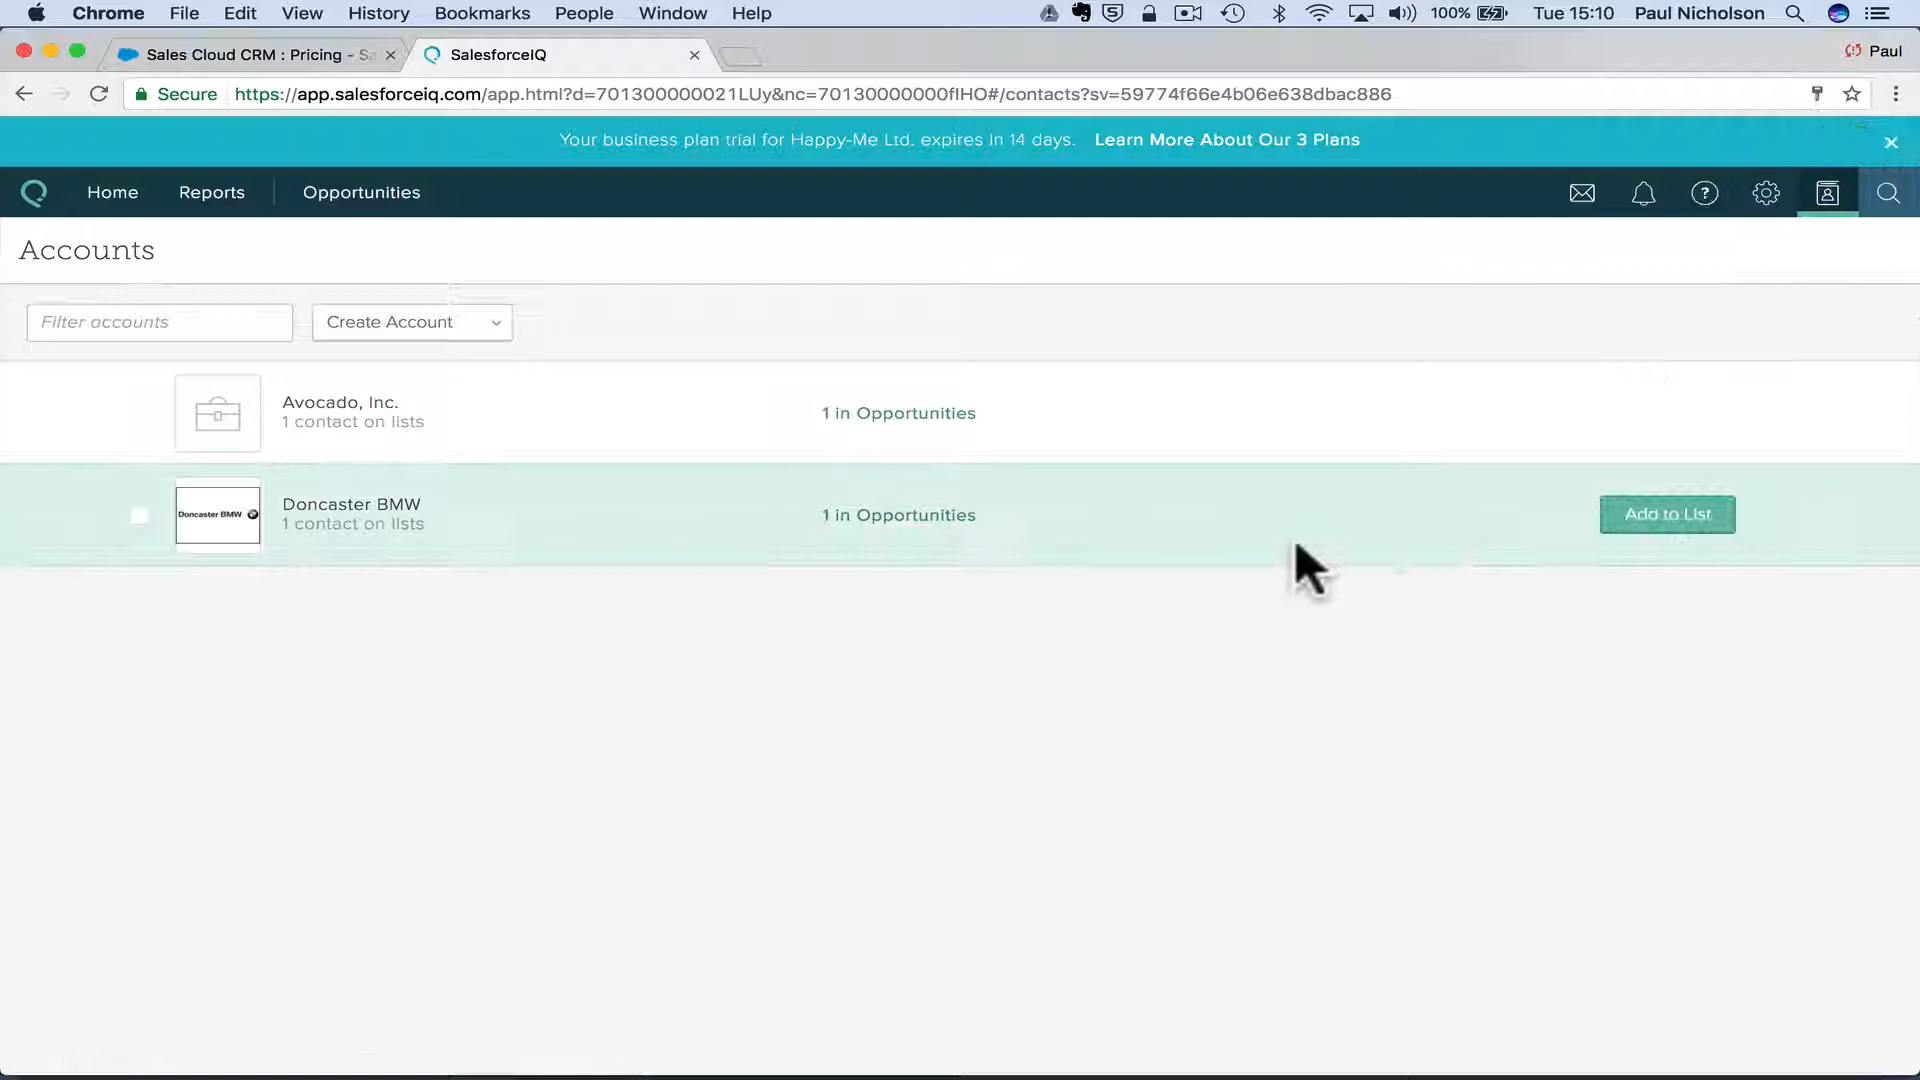 Chrome File Edit View History Bookmarks People Window Help 100% Tue 15:10 Paul Nicholson
Sales Cloud CRM : Pricing - Sa SalesforceIQ Paul
Secure https://app.salesforceiq.com/app.html?d=701300000021LUy&nc=70130000000fIHO#/contacts?sv=59774f66e4b06e638dbac886
Your business plan trial for Happy-Me Ltd. expires in 14 days. Learn More About Our 3 Plans
Home Reports Opportunities
Accounts
Filter accounts Create Account
Avocado, Inc.
1 contact on lists
1 in Opportunities
Doncaster BMW
Doncaster BMW
1 contact on lists
1 in Opportunities
Add to List